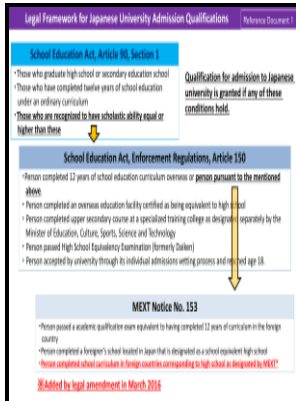 Legal Framework for Japanese University Admission Qualifications
Reference Document 1
School Education Act, Article 90, Section 1
・Those who graduate high school or secondary education school
・Those who have completed twelve years of school education
under an ordinary curriculum
・Those who are recognized to have scholastic ability equal or
higher than these
Qualification for admission to Japanese
university is granted if any of these
conditions hold.
School Education Act, Enforcement Regulations, Article 150
・Person completed 12 years of school education curriculum overseas or person pursuant to the mentioned
above.
・Person completed an overseas education facility certified as being equivalent to high school
・Person completed upper secondary course at a specialized training college as designated separately by the
Minister of Education, Culture, Sports, Science and Technology
・Person passed High School Equivalency Examination (formerly Daiken)
・Person accepted by university through its individual admissions vetting process and reached age 18.
MEXT Notice No. 153
・Person passed a academic qualification exam equivalent to having completed 12 years of curriculum in the foreign
country
・Person completed a foreigner's school located in Japan that is designated as a school equivalent high school
・Person completed school curriculum in foreign countries corresponding to high school as designated by MEXT*
※Added by legal amendment in March 2016